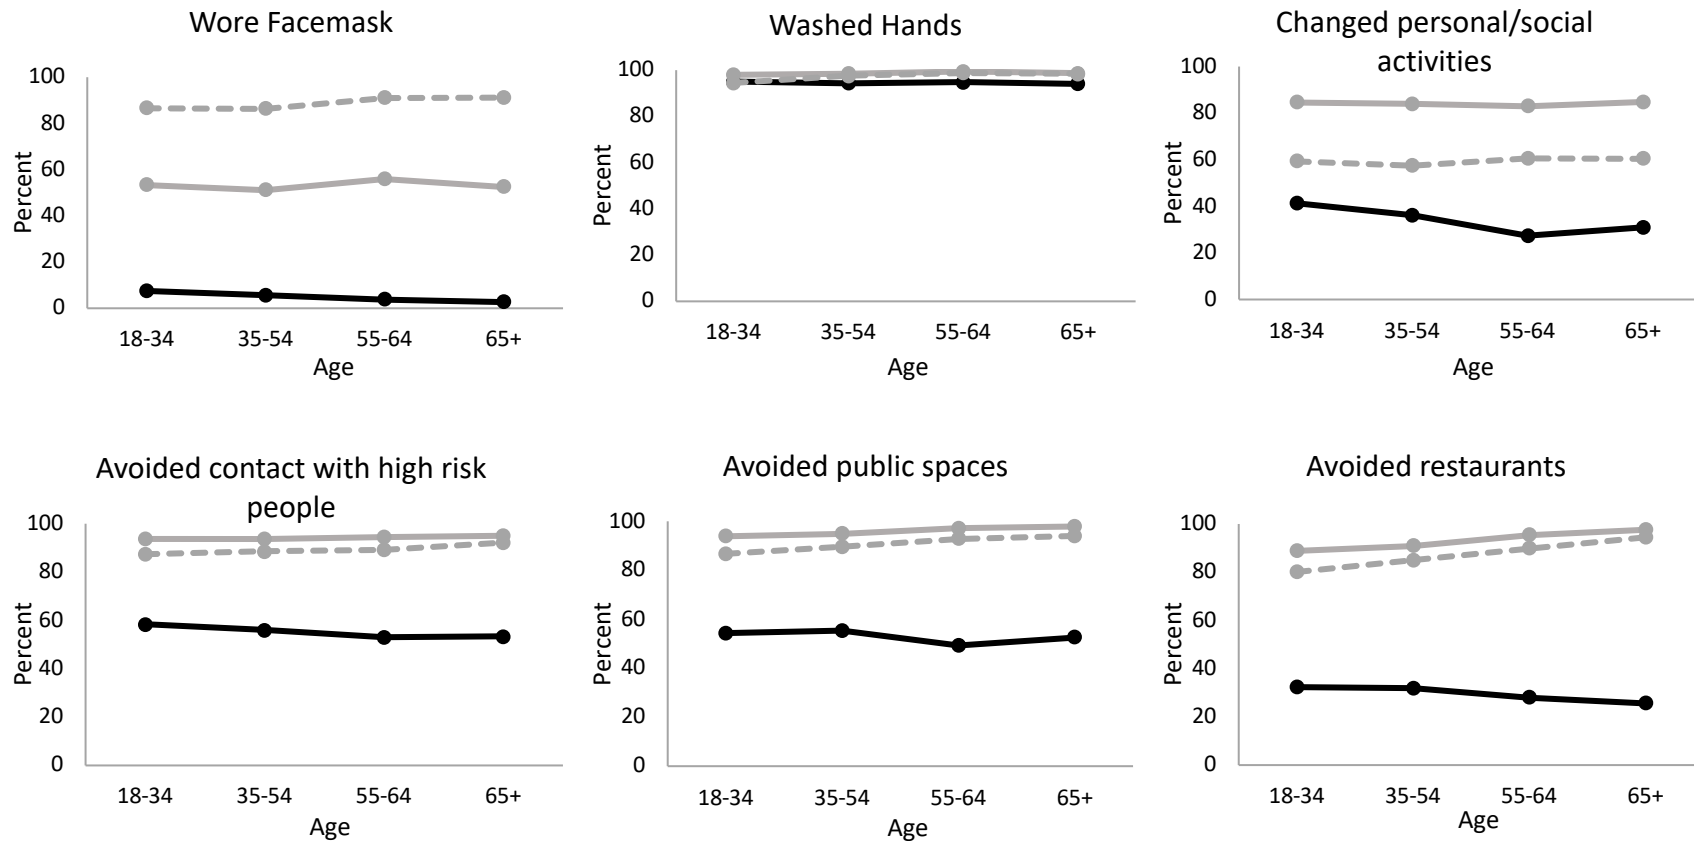 Wore Facemask
100
80
60
40
20
0
Percent
18-34 35-54 55-64 65+
Age
Washed Hands
100
80
60
40
20
0
Percent
18-34 35-54 55-64 65+
Age
Changed personal/social
activities
100
80
60
40
20
0
Percent
18-34 35-54 55-64 65+
Age
Avoided contact with high risk
people
100
80
60
40
20
0
Percent
18-34 35-54 55-64 65+
Age
Avoided public spaces
100
80
60
40
20
0
Percent
18-34 35-54 55-64 65+
Age
Avoided restaurants
100
80
60
40
20
0
Percent
18-34 35-54 55-64 65+
Age